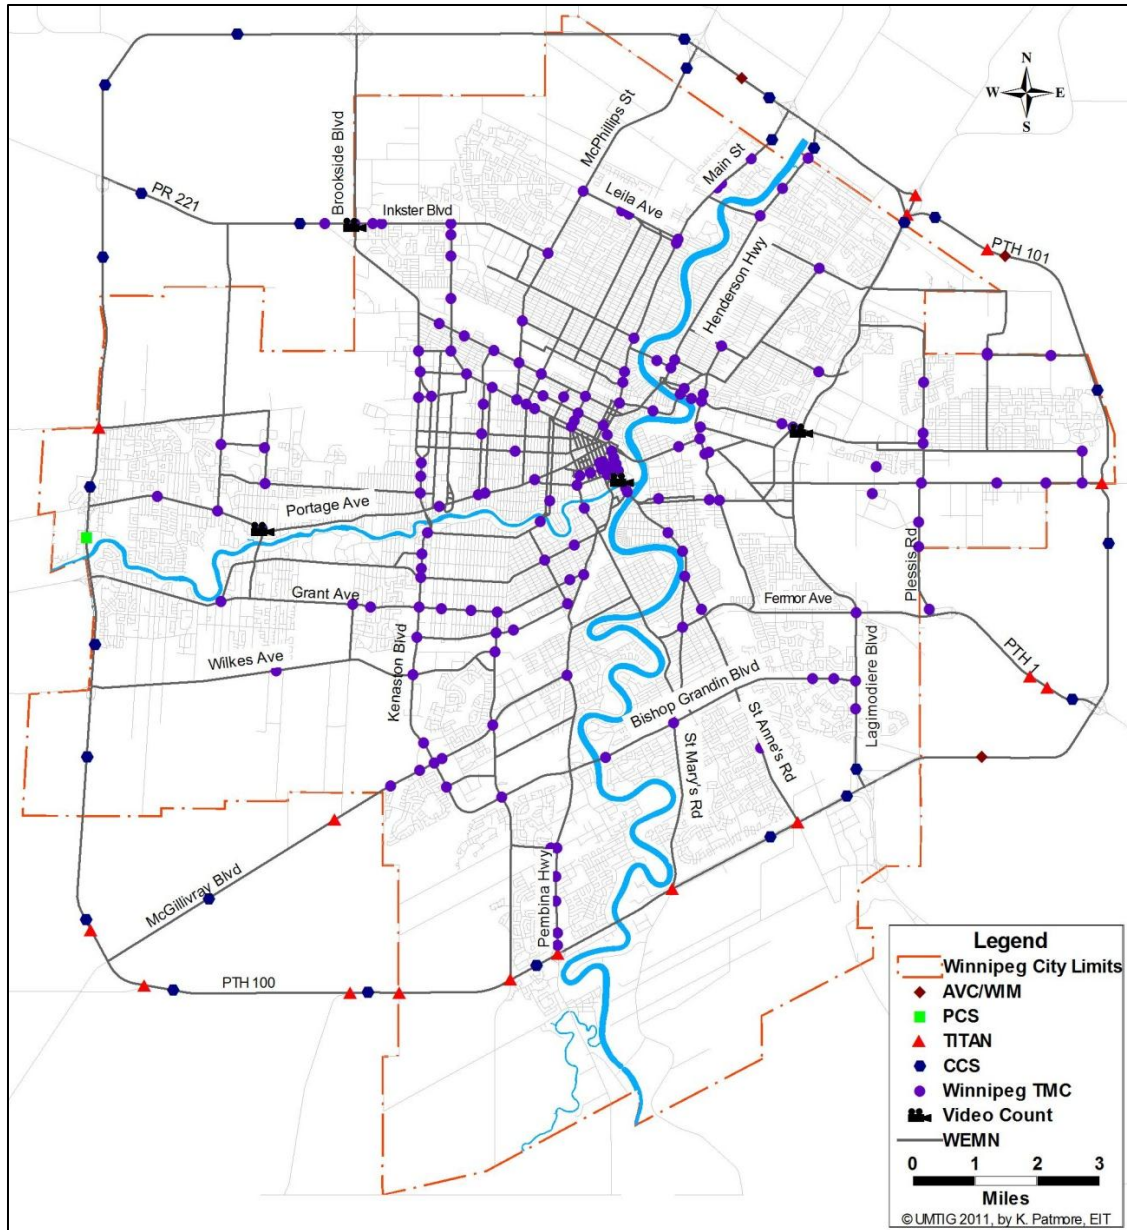 N
W E
S
McPhillips St
Brookside Blvd
Main St
PR 221
Leila Ave
Inkster Blvd
Henderson Hwy
PTH 101
Portage Ave
Plessis Rd
Grant Ave
Fermor Ave
Wilkes Ave
Kenaston Blvd
PTH 1
Lagimodiere Blvd
Bishop Grandin Blvd
St Anne's Rd
St Mary's Rd
McGillivray Blvd
Pembina Hwy
PTH 100
Legend
Winnipeg City Limits
AVC/WIM
PCS
TITAN
CCS
Winnipeg TMC
Video Count
WEMN
0 1 2 3
Miles
© UMTIG 2011, by K. Patmore, EIT